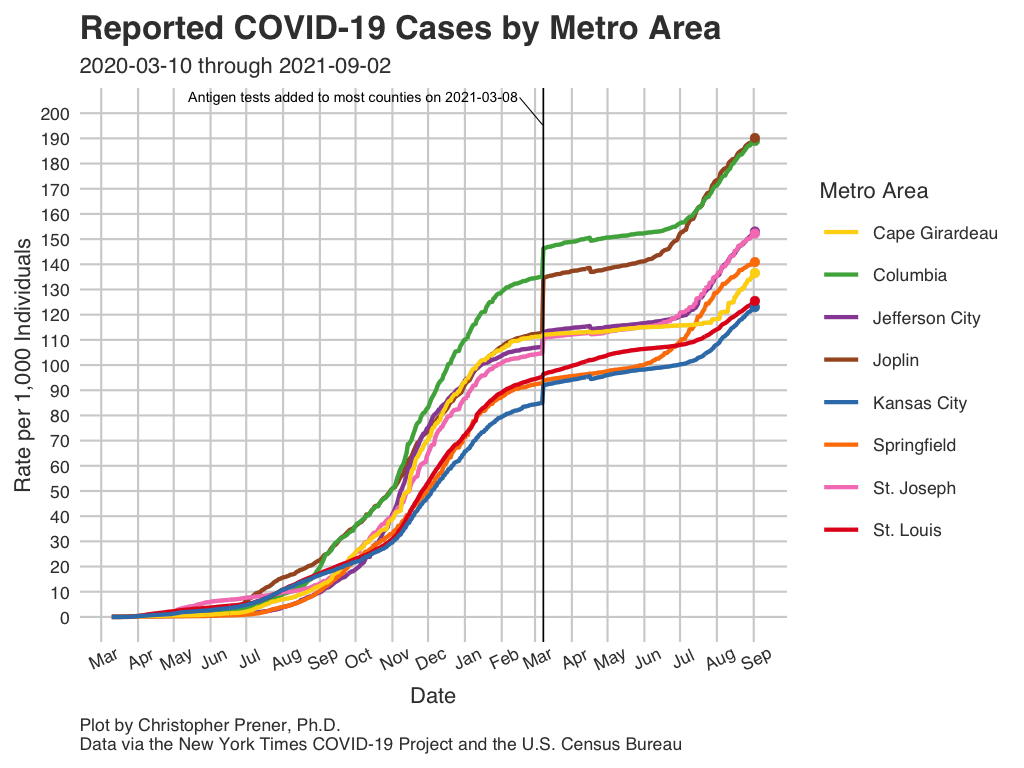 Reported COVID-19 Cases by Metro Area
2020-03-10 through 2021-09-02
Antigen tests added to most counties on 2021-03-08
Rate per 1,000 Individuals
200
190
180
170
160
150
140
130
120
110
100
90
80
70
60
50
40
30
20
10
0
Mar Apr May Jun Jul Aug Sep Oct Nov Dec Jan Feb Mar Apr May Jun Jul Aug Sep
Date
Metro Area
Cape Girardeau
Columbia
Jefferson City
Joplin
Kansas City
Springfield
St. Joseph
St. Louis
Plot by Christopher Prener, Ph.D.
Data via the New York Times COVID-19 Project and the U.S. Census Bureau